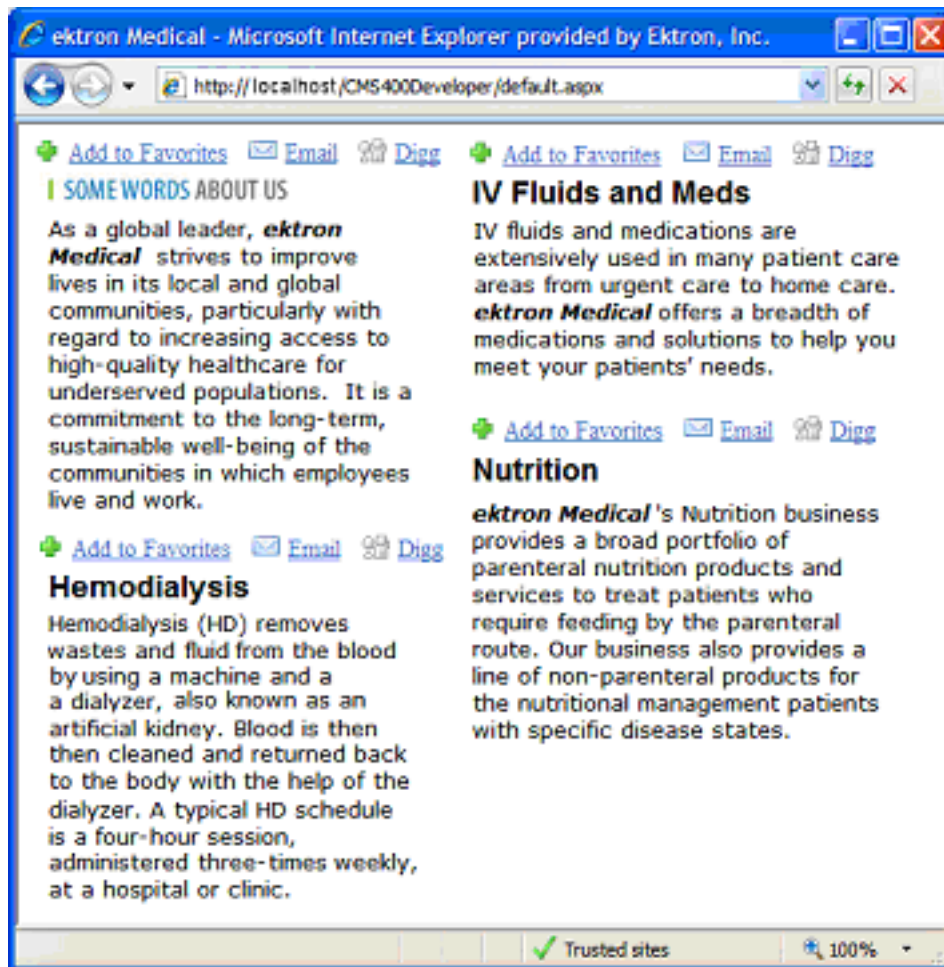 ektron Medical - Microsoft Internet Explorer provided by Ektron, Inc.
http://localhost/CMS400Developer/default.aspx
Add to Favorites Email Digg
SOME WORDS ABOUT US
As a global leader, ektron
Medical strives to improve
lives in its local and global
communities, particularly with
regard to increasing access to
high-quality healthcare for
underserved populations. It is a
commitment to the long-term,
sustainable well-being of the
communities in which employees
live and work.
Add to Favorites Email Digg
Hemodialysis
Hemodialysis (HD) removes
wastes and fluid from the blood
by using a machine and a
a dialyzer, also known as an
artificial kidney. Blood is then
then cleaned and returned back
to the body with the help of the
dialyzer. A typical HD schedule
is a four-hour session,
administered three-times weekly,
at a hospital or clinic.
Add to Favorites Email Digg
IV Fluids and Meds
IV fluids and medications are
extensively used in many patient care
areas from urgent care to home care.
ektron Medical offers a breadth of
medications and solutions to help you
meet your patients' needs.
Add to Favorites Email Digg
Nutrition
ektron Medical 's Nutrition business
provides a broad portfolio of
parenteral nutrition products and
services to treat patients who
require feeding by the parenteral
route. Our business also provides a
line of non-parenteral products for
the nutritional management patients
with specific disease states.
Trusted sites 100%